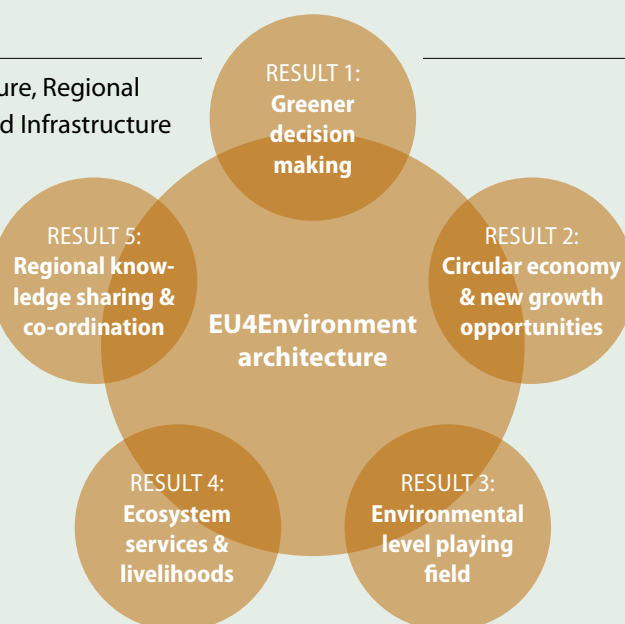 ure, Regional
d Infrastructure
RESULT 1:
Greener
decision
making
RESULT 2:
Circular economy
& new growth
opportunities
RESULT 3:
Environmental
level playing
field
RESULT 4:
Ecosystem
services &
livelihoods
RESULT 5:
Regional know-
ledge sharing &
co-ordination
EU4Environment
architecture